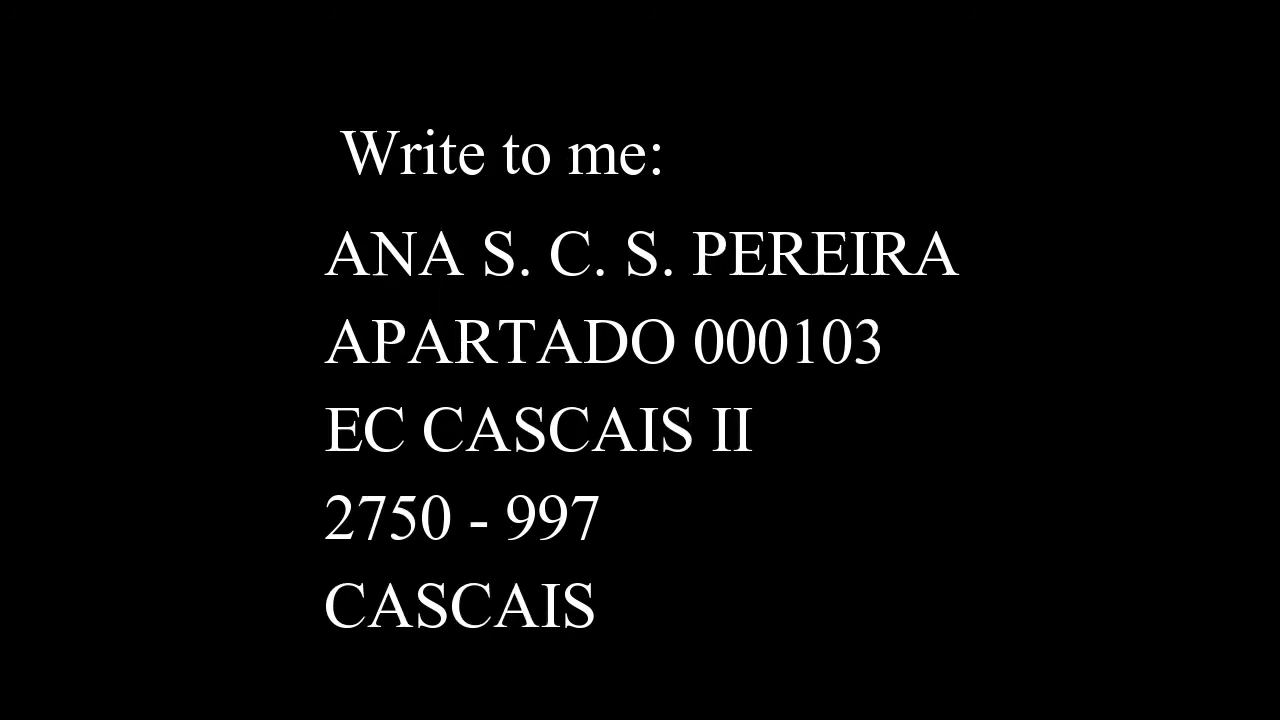 Write to me:
ANA S. C. S. PEREIRA
APARTADO 000103
EC CASCAIS II
2750 - 997
CASCAIS